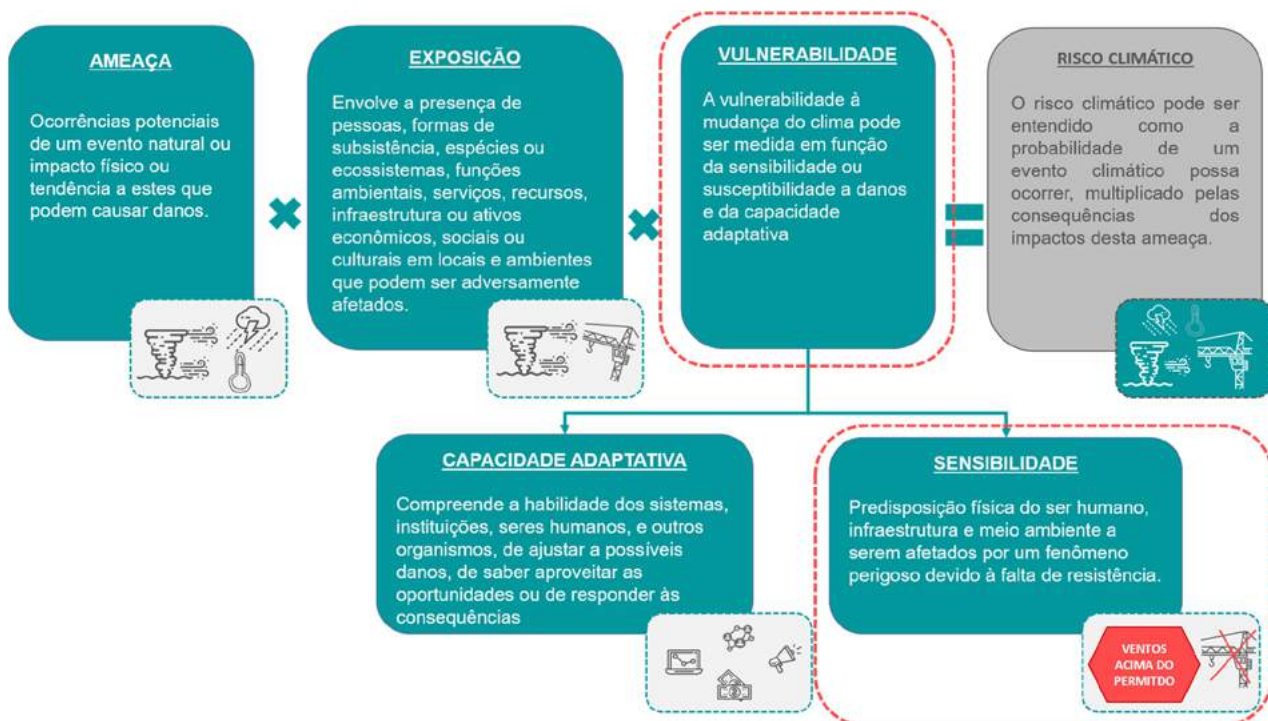 AMEAÇA
Ocorrências potenciais
de um evento natural ou
impacto físico ou
tendência a estes que
podem causar danos.
EXPOSIÇÃO
Envolve a presença de
pessoas, formas de
subsistência, espécies ou
ecossistemas, funções
ambientais, serviços, recursos,
infraestrutura ou ativos
econômicos, sociais ou
culturais em locais e ambientes
que podem ser adversamente
afetados.
VULNERABILIDADE
A vulnerabilidade à
mudança do clima pode
ser medida em função
da sensibilidade ou
susceptibilidade a danos
e da capacidade
adaptativa
RISCO CLIMÁTICO
O risco climático pode ser
entendido como a
probabilidade de um
evento climático possa
ocorrer, multiplicado pelas
consequências dos
impactos desta ameaça.
CAPACIDADE ADAPTATIVA
Compreende a habilidade dos sistemas,
instituições, seres humanos, e outros
organismos, de ajustar a possíveis
danos, de saber aproveitar as
oportunidades ou de responder às
consequências
SENSIBILIDADE
Predisposição física do ser humano,
infraestrutura e meio ambiente a
serem afetados por um fenômeno
perigoso devido à falta de resistência.
VENTOS
ACIMA DO
PERMITDO